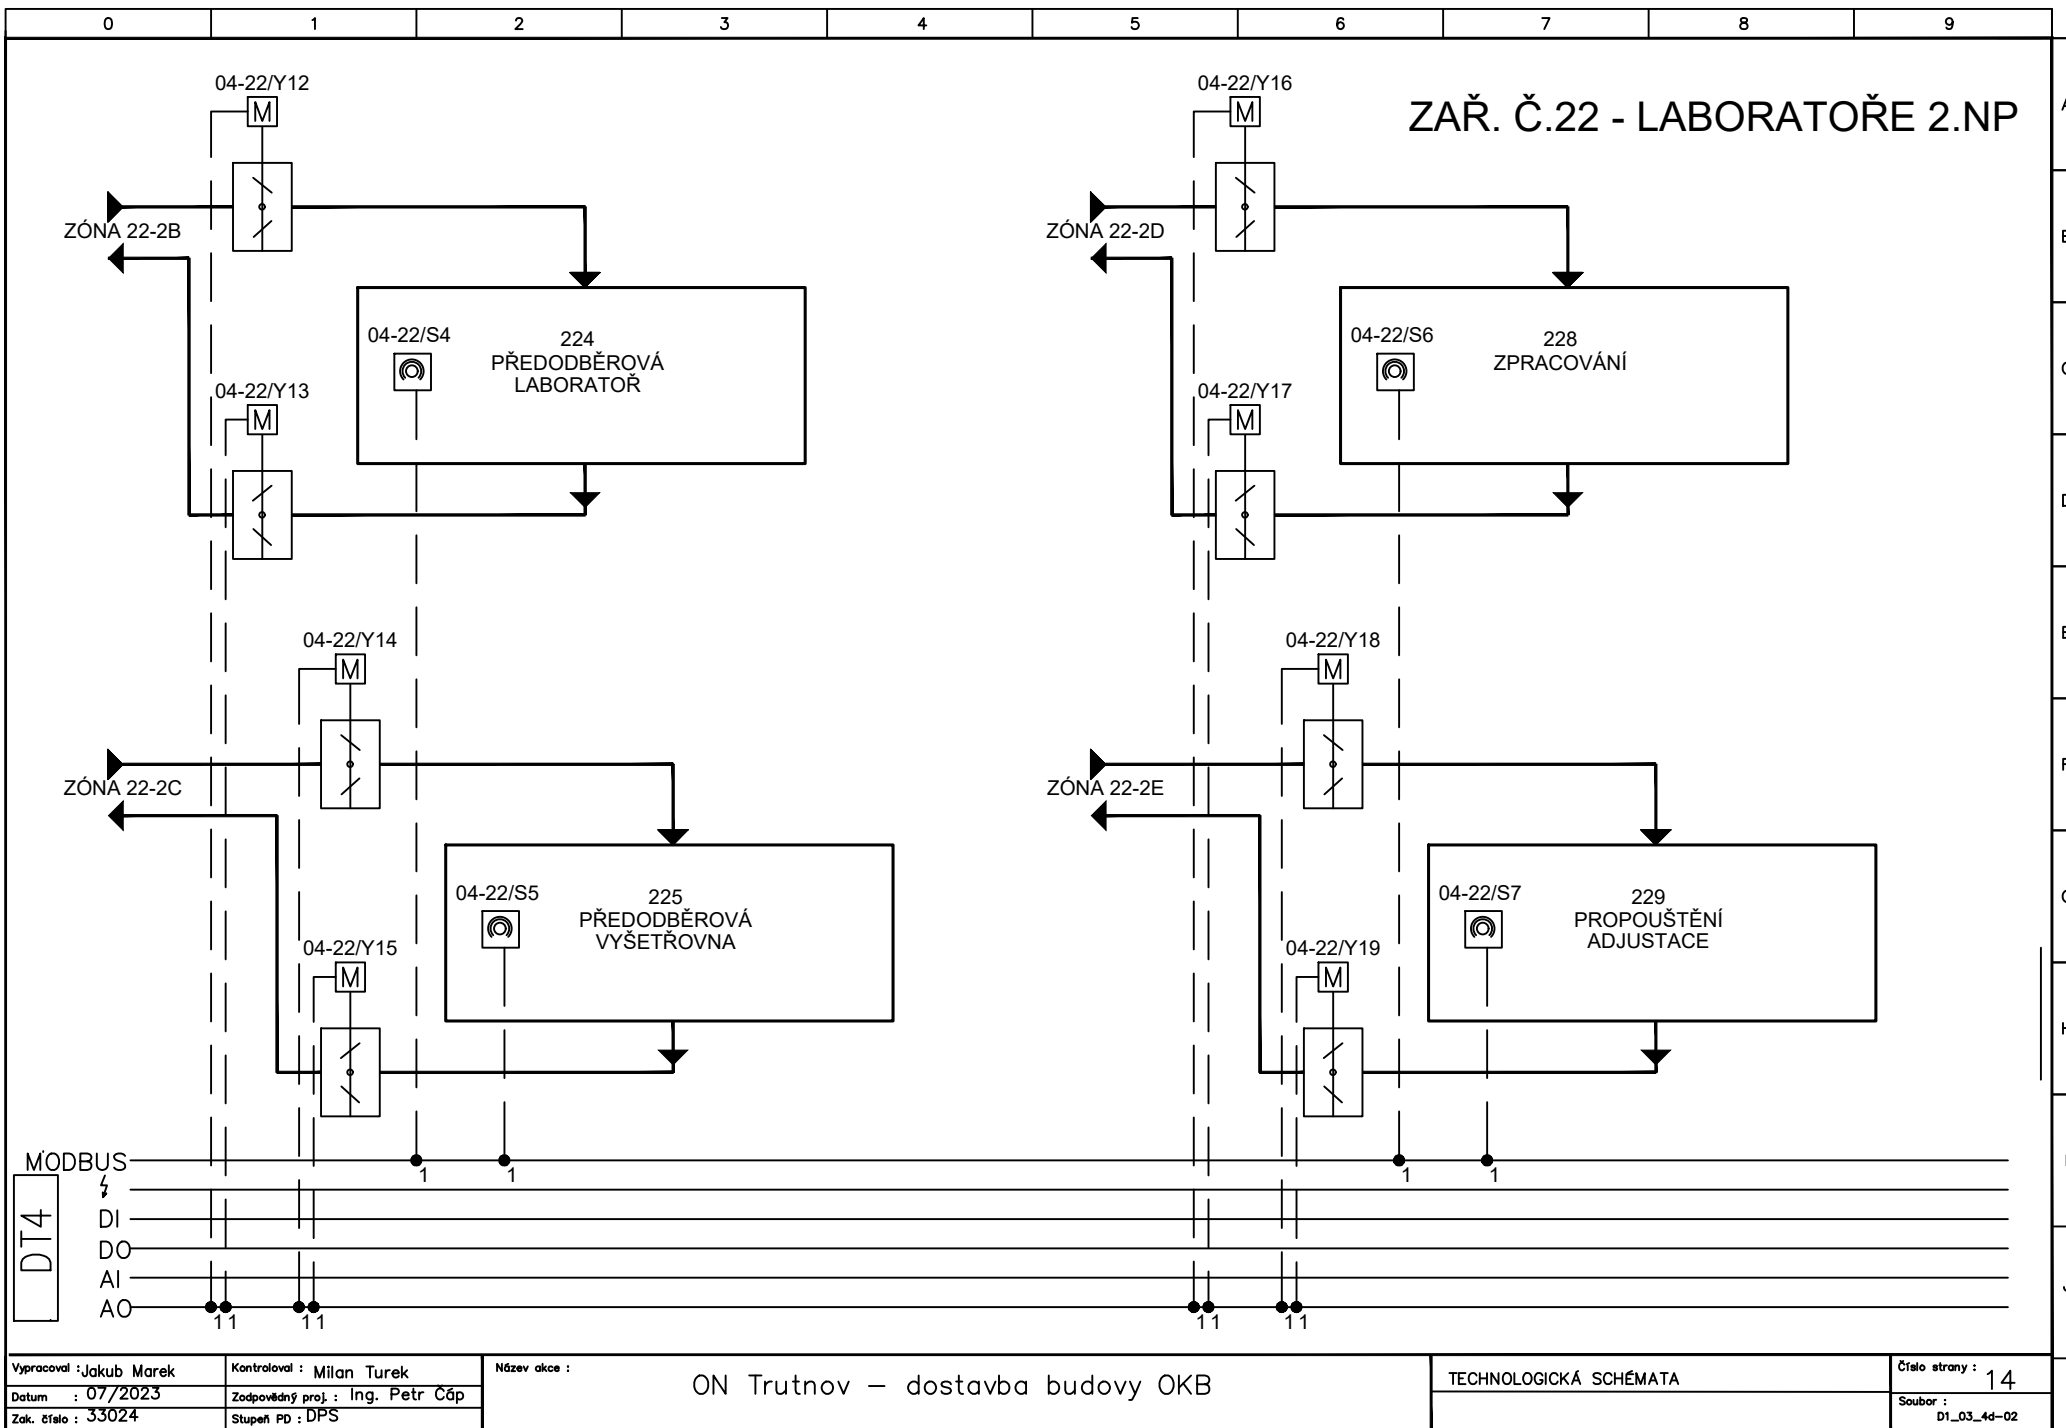 0 1 2 3 4 5 6 7 8 9
ZAŘ. Č.22 - LABORATOŘE 2.NP
04-22/Y12
M
ZÓNA 22-2B
04-22/S4
224
PŘEDODBĚROVÁ
LABORATOŘ
04-22/Y13
M
04-22/Y14
M
ZÓNA 22-2C
04-22/S5
225
PŘEDODBĚROVÁ
VYŠETŘOVNA
04-22/Y15
M
04-22/Y16
M
ZÓNA 22-2D
04-22/S6
228
ZPRACOVÁNÍ
04-22/Y17
M
04-22/Y18
M
ZÓNA 22-2E
04-22/S7
229
PROPOUŠTĚNÍ
ADJUSTACE
04-22/Y19
M
DT4
MODBUS
1 1 1 1
DI
DO
AI
AO
1 1 1 1 1 1 1 1
Vypracoval : Jakub Marek
Datum : 07/2023
Zak. číslo : 33024
Kontroloval : Milan Turek
Zodpovědný proj. : Ing. Petr Čáp
Stupeň PD : DPS
Název akce :
ON Trutnov – dostavba budovy OKB
TECHNOLOGICKÁ SCHÉMATA
Číslo strany : 14
Soubor :
D1_03_4d-02